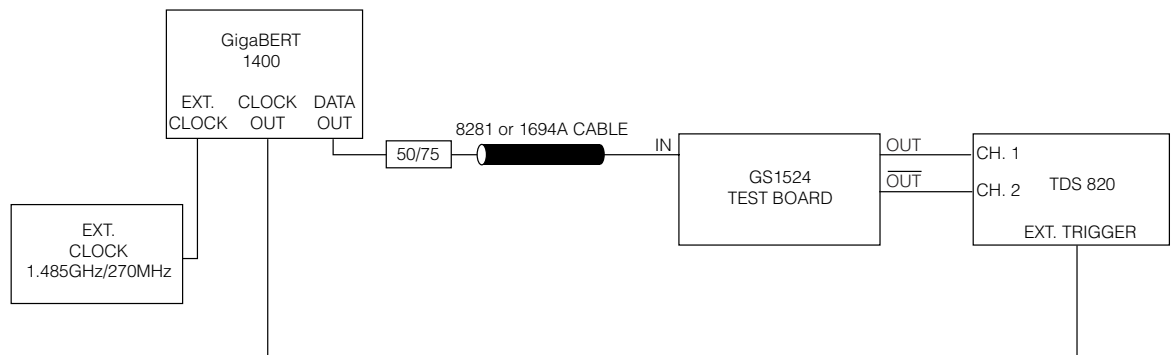 GigaBERT
1400
EXT. CLOCK DATA
CLOCK OUT OUT
8281 or 1694A CABLE
50/75
IN
GS1524
TEST BOARD
OUT
OUT
CH. 1
CH. 2
TDS 820
EXT. TRIGGER
EXT.
CLOCK
1.485GHz/270MHz